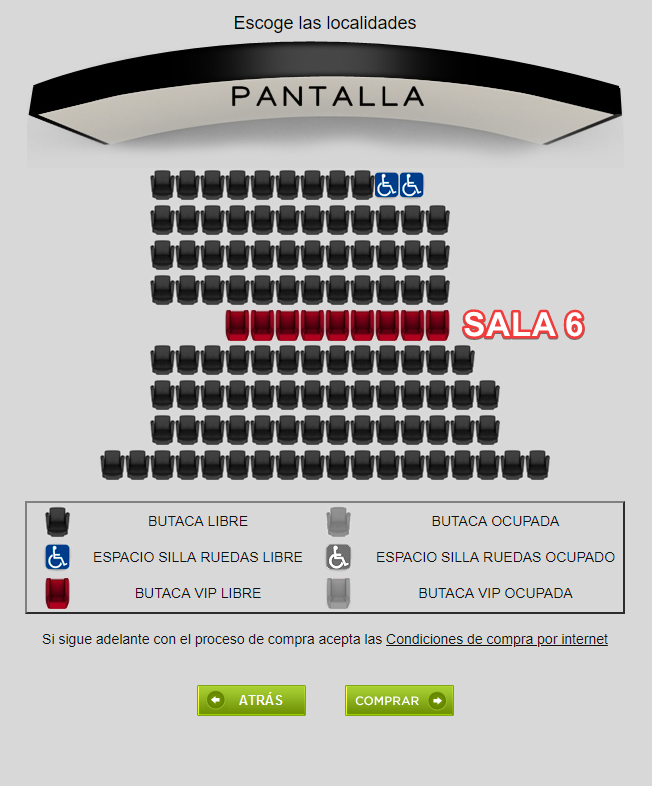 Escoge las localidades
PANTALLA
SALA 6
BUTACA LIBRE
BUTACA OCUPADA
ESPACIO SILLA RUEDAS LIBRE
ESPACIO SILLA RUEDAS OCUPADO
BUTACA VIP LIBRE
BUTACA VIP OCUPADA
Si sigue adelante con el proceso de compra acepta las Condiciones de compra por internet
ATRÁS
COMPRAR